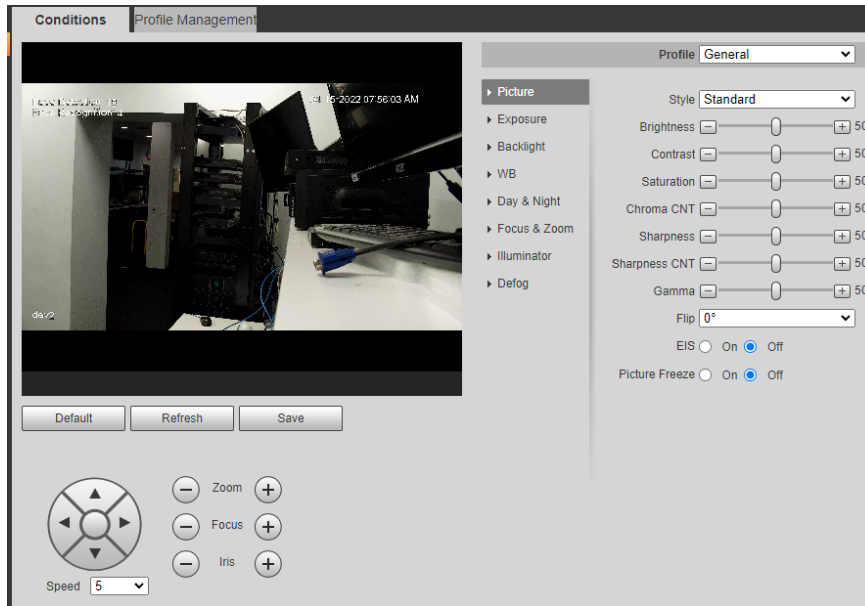 Conditions
Profile Management
Profile General
Picture
Exposure
Backlight
WB
Day & Night
Focus & Zoom
Illuminator
Defog
Style Standard
Brightness 50
Contrast 50
Saturation 50
Chroma CNT 50
Sharpness 50
Sharpness CNT 50
Gamma 50
Flip 0°
EIS On Off
Picture Freeze On Off
15-2022 07:56:03 AM
dev2
Default Refresh Save
Zoom
Focus
Iris
Speed 5